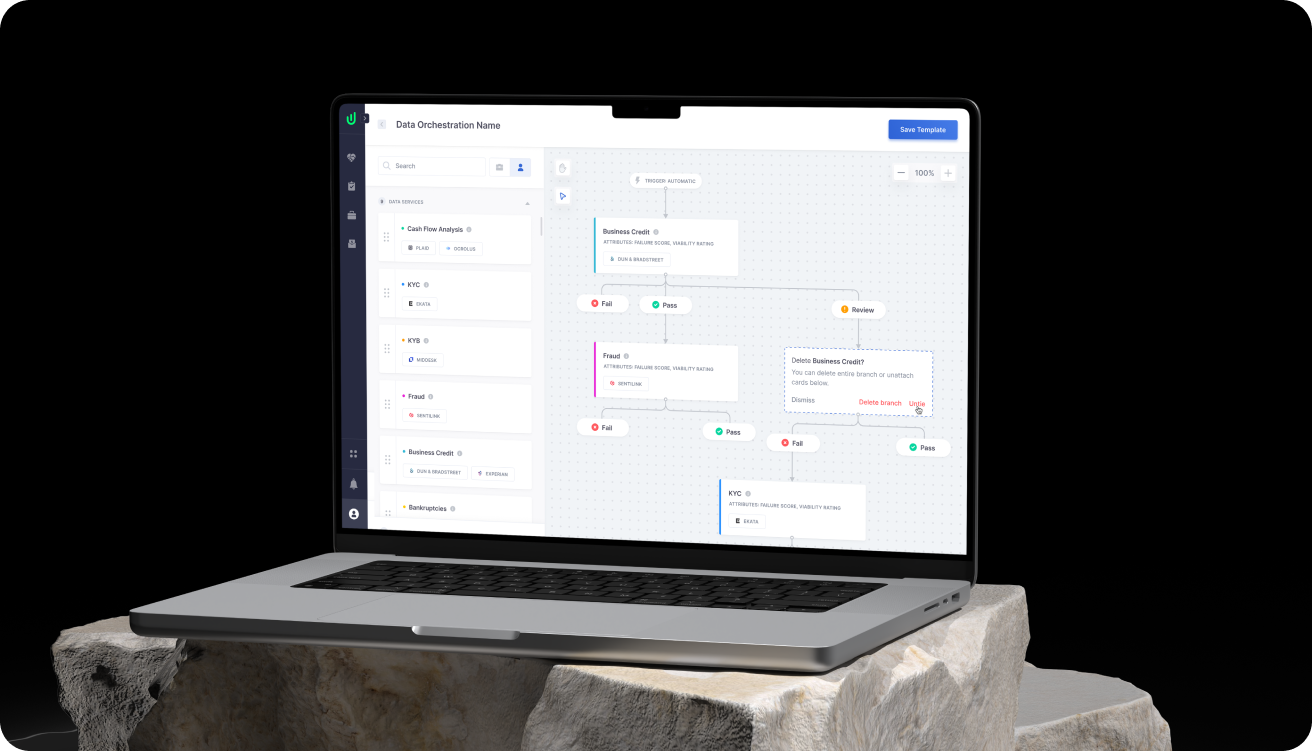 Data Orchestration Name
Save Template
Search
DATA SERVICES
Cash Flow Analysis
PLAID
OCROLUS
KYC
EKATA
KYB
MIDDESK
Fraud
SENTILINK
Business Credit
DUN & BRADSTREET
EXPERIAN
Bankruptcies
TRIGGER: AUTOMATIC
100%
Business Credit
ATTRIBUTES: FAILURE SCORE, VIABILITY RATING
DUN & BRADSTREET
Fail
Pass
Review
Fraud
ATTRIBUTES: FAILURE SCORE, VIABILITY RATING
SENTILINK
Delete Business Credit?
You can delete entire branch or unattach
cards below.
Dismiss
Delete branch
Untie
Fail
Pass
Fail
Pass
KYC
ATTRIBUTES: FAILURE SCORE, VIABILITY RATING
EKATA